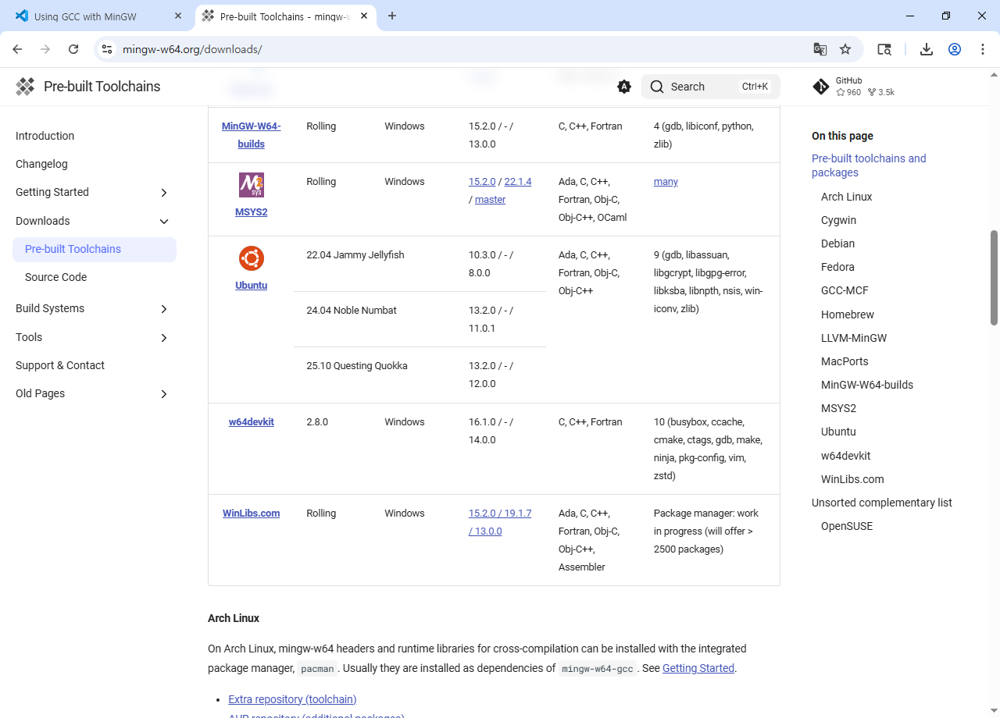 Using GCC with MinGW
Pre-built Toolchains - mingw-w
mingw-w64.org/downloads/
Pre-built Toolchains
Search
Ctrl+K
GitHub
960
3.5k
Introduction
Changelog
Getting Started
Downloads
Pre-built Toolchains
Source Code
Build Systems
Tools
Support & Contact
Old Pages
MinGW-W64-
builds
Rolling
Windows
15.2.0 / - /
13.0.0
C, C++, Fortran
4 (gdb, libiconf, python,
zlib)
M2
sys
MSYS2
Rolling
Windows
15.2.0 / 22.1.4
/ master
Ada, C, C++,
Fortran, Obj-C,
Obj-C++, OCaml
many
Ubuntu
22.04 Jammy Jellyfish
10.3.0 / - /
8.0.0
Ada, C, C++,
Fortran, Obj-C,
Obj-C++
9 (gdb, libassuan,
libgcrypt, libgpg-error,
libksba, libnpth, nsis, win-
iconv, zlib)
24.04 Noble Numbat
13.2.0 / - /
11.0.1
25.10 Questing Quokka
13.2.0 / - /
12.0.0
w64devkit
2.8.0
Windows
16.1.0 / - /
14.0.0
C, C++, Fortran
10 (busybox, ccache,
cmake, ctags, gdb, make,
ninja, pkg-config, vim,
zstd)
WinLibs.com
Rolling
Windows
15.2.0 / 19.1.7
/ 13.0.0
Ada, C, C++,
Fortran, Obj-C,
Obj-C++,
Assembler
Package manager: work
in progress (will offer >
2500 packages)
Arch Linux
On Arch Linux, mingw-w64 headers and runtime libraries for cross-compilation can be installed with the integrated
package manager, pacman . Usually they are installed as dependencies of mingw-w64-gcc . See Getting Started.
• Extra repository (toolchain)
AUR repository (additional packages)
On this page
Pre-built toolchains and
packages
Arch Linux
Cygwin
Debian
Fedora
GCC-MCF
Homebrew
LLVM-MinGW
MacPorts
MinGW-W64-builds
MSYS2
Ubuntu
w64devkit
WinLibs.com
Unsorted complementary list
OpenSUSE